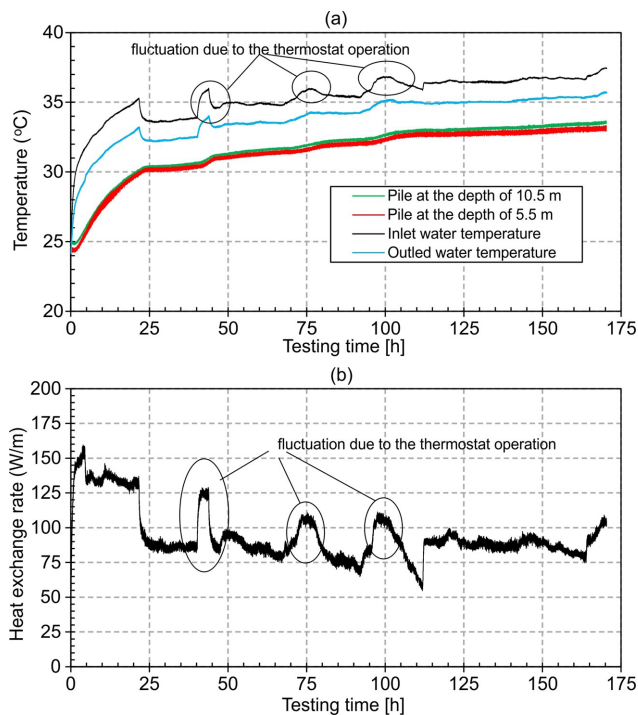 (a)
40
35
30
25
20
Temperature (ºC)
fluctuation due to the thermostat operation
Pile at the depth of 10.5 m
Pile at the depth of 5.5 m
Inlet water temperature
Outled water temperature
0 25 50 75 100 125 150 175
Testing time [h]
(b)
200
175
150
125
100
75
50
25
0
Heat exchange rate (W/m)
fluctuation due to the thermostat operation
0 25 50 75 100 125 150 175
Testing time [h]